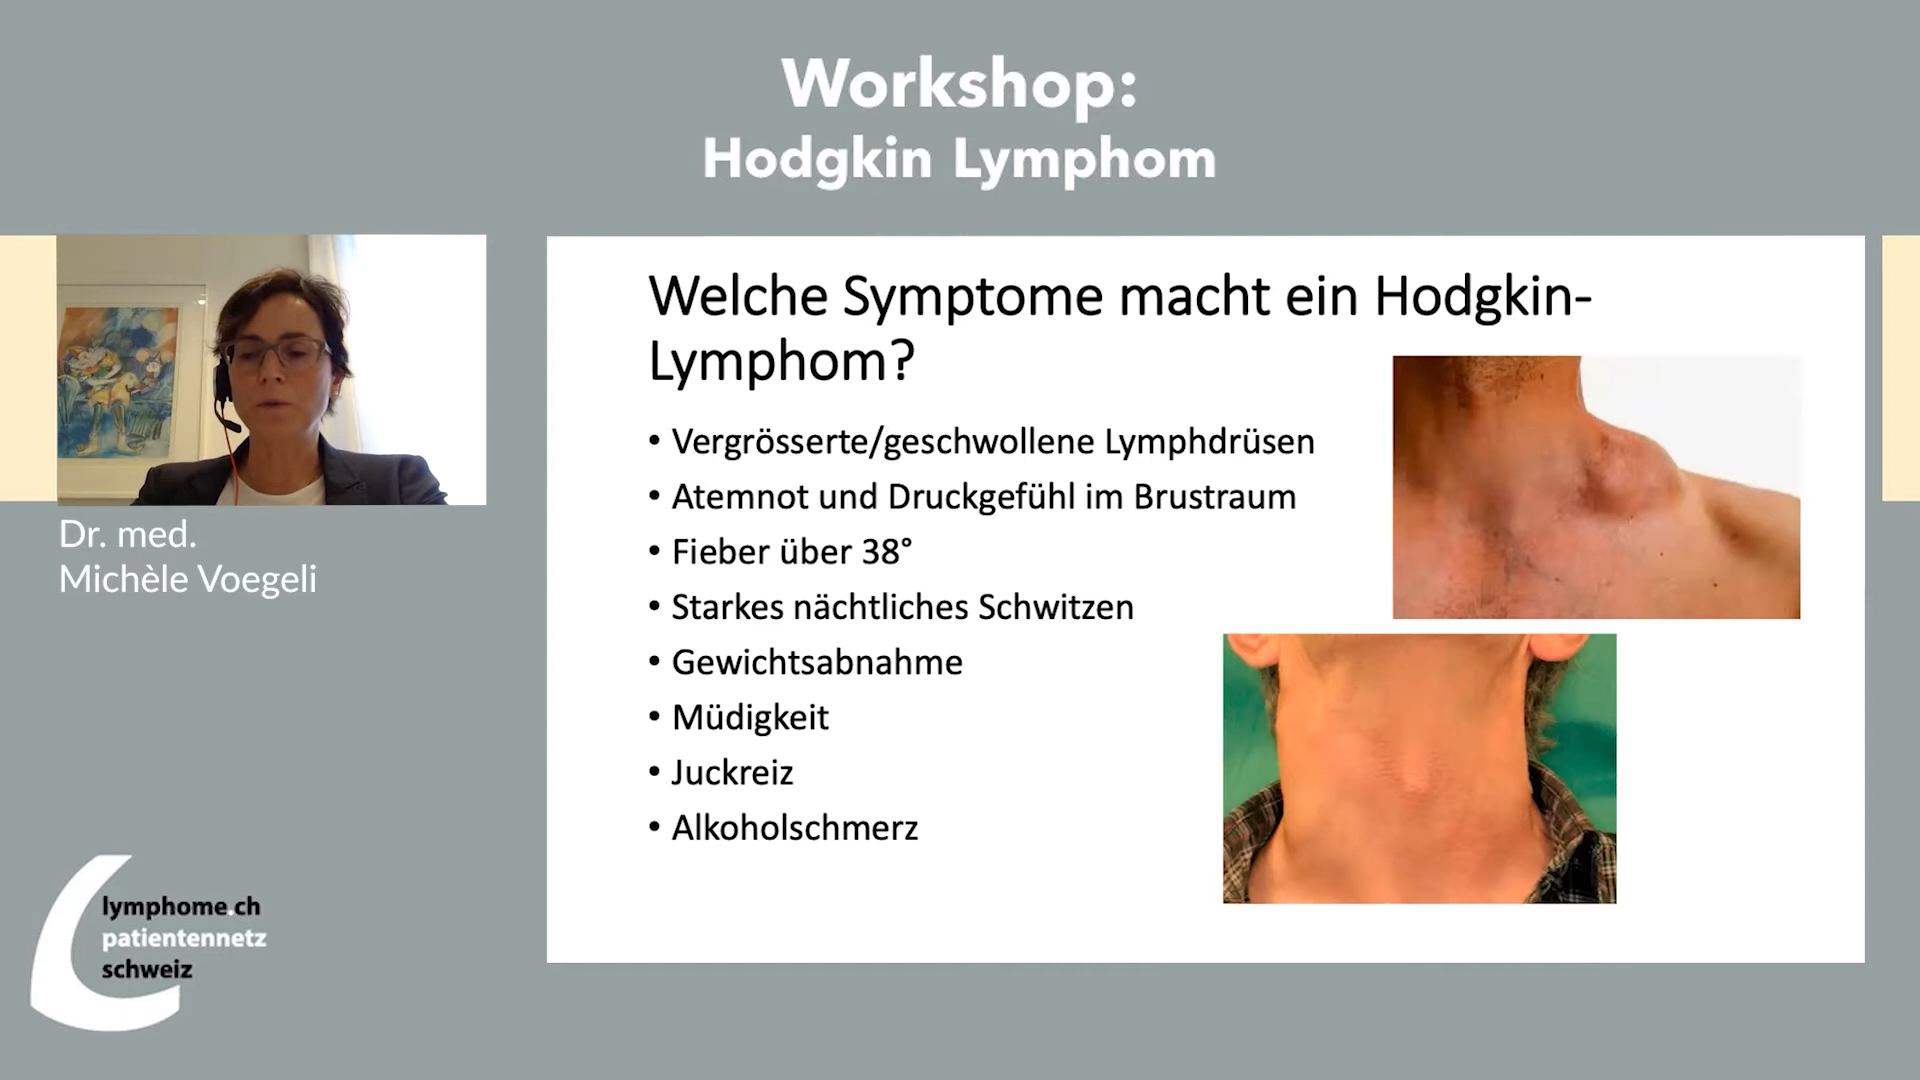 Workshop:
Hodgkin Lymphom
Dr. med.
Michèle Voegeli
Welche Symptome macht ein Hodgkin-
Lymphom?
• Vergrösserte/geschwollene Lymphdrüsen
• Atemnot und Druckgefühl im Brustraum
• Fieber über 38°
• Starkes nächtliches Schwitzen
• Gewichtsabnahme
• Müdigkeit
• Juckreiz
• Alkoholschmerz
lymphome.ch
patientennetz
schweiz